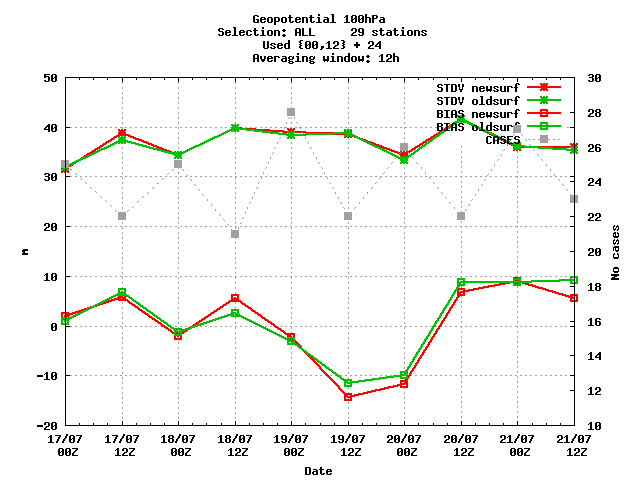 Geopotential 100hPa
Selection: ALL 29 stations
Used {00,12} + 24
Averaging window: 12h
50 30
STDV newsurf
28
STDV oldsurf
BIAS newsurf
40
BIAS oldsurf
CASES
26
30
24
20 22
m
20
No cases
10
18
0
16
14
-10
12
-20 10
17/07 17/07 18/07 18/07 19/07 19/07 20/07 20/07 21/07 21/07
00Z 12Z 00Z 12Z 00Z 12Z 00Z 12Z 00Z 12Z
Date